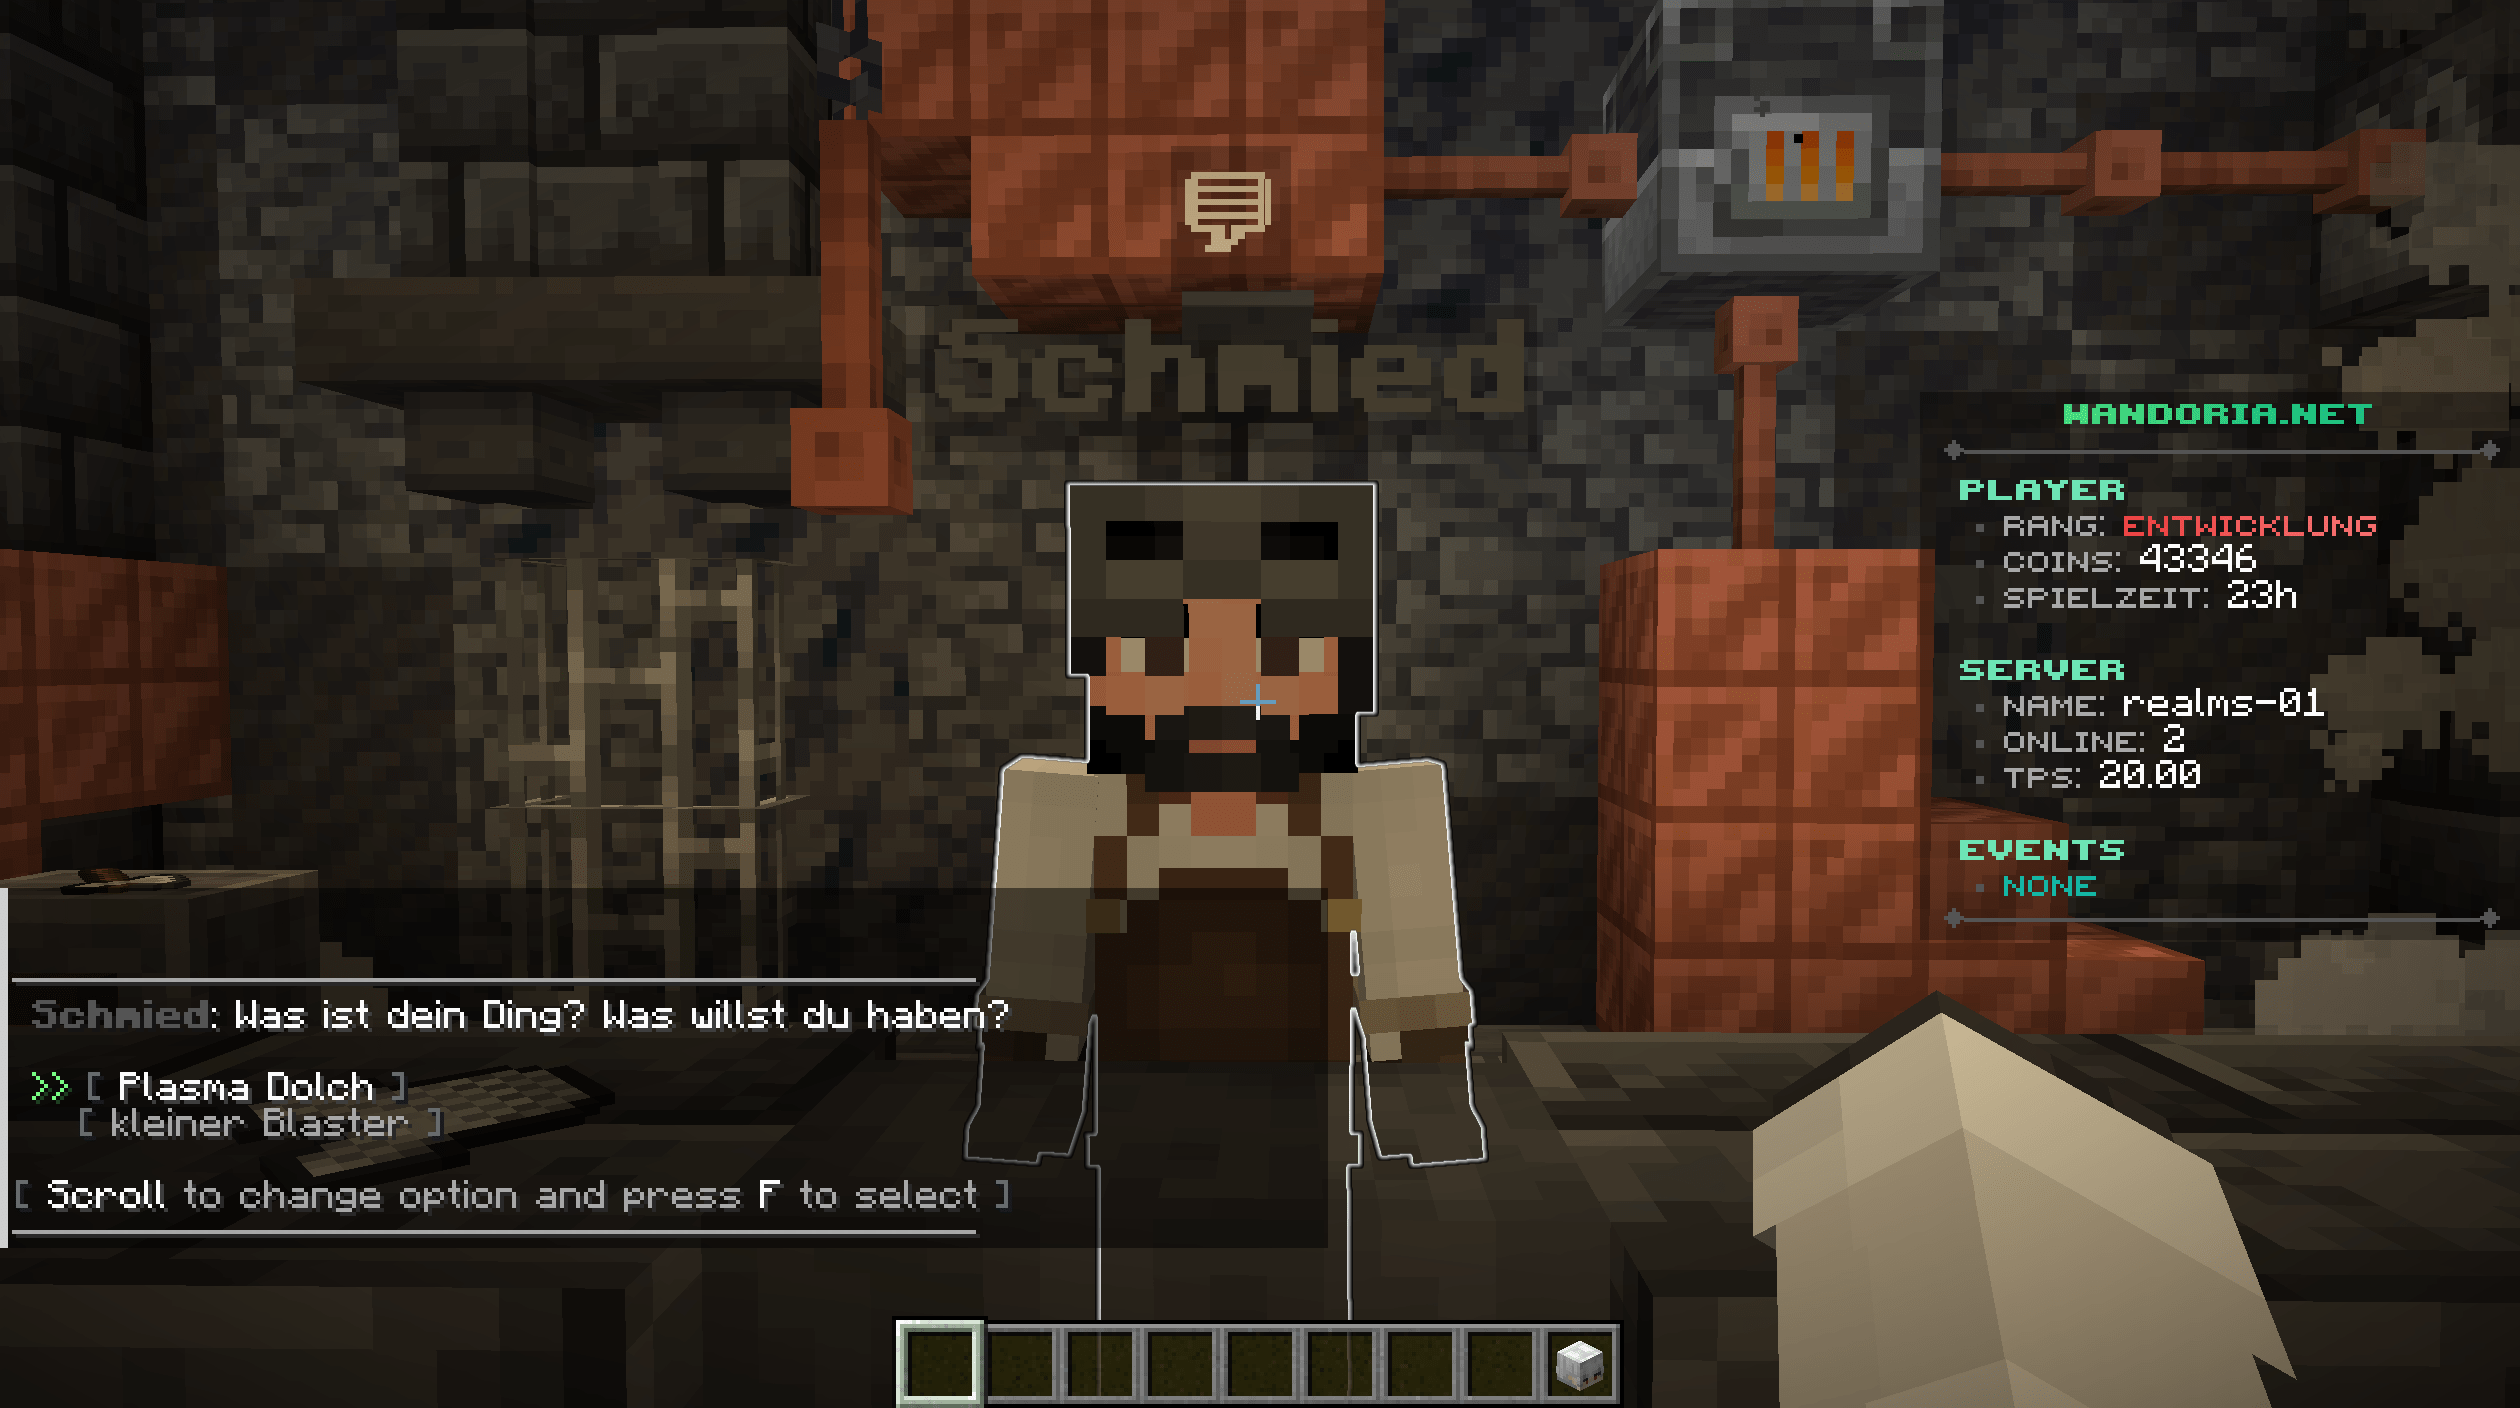 Schmied
WANDORIA.NET
PLAYER
RANG: ENTWICKLUNG
COINS: 43346
SPIELZEIT: 23h
SERVER
NAME: realms-01
ONLINE: 2
TPS: 20.00
EVENTS
NONE
Schmied: Was ist dein Ding? Was willst du haben?
>> [ Plasma Dolch ]
[ kleiner Blaster ]
[ Scroll to change option and press F to select ]